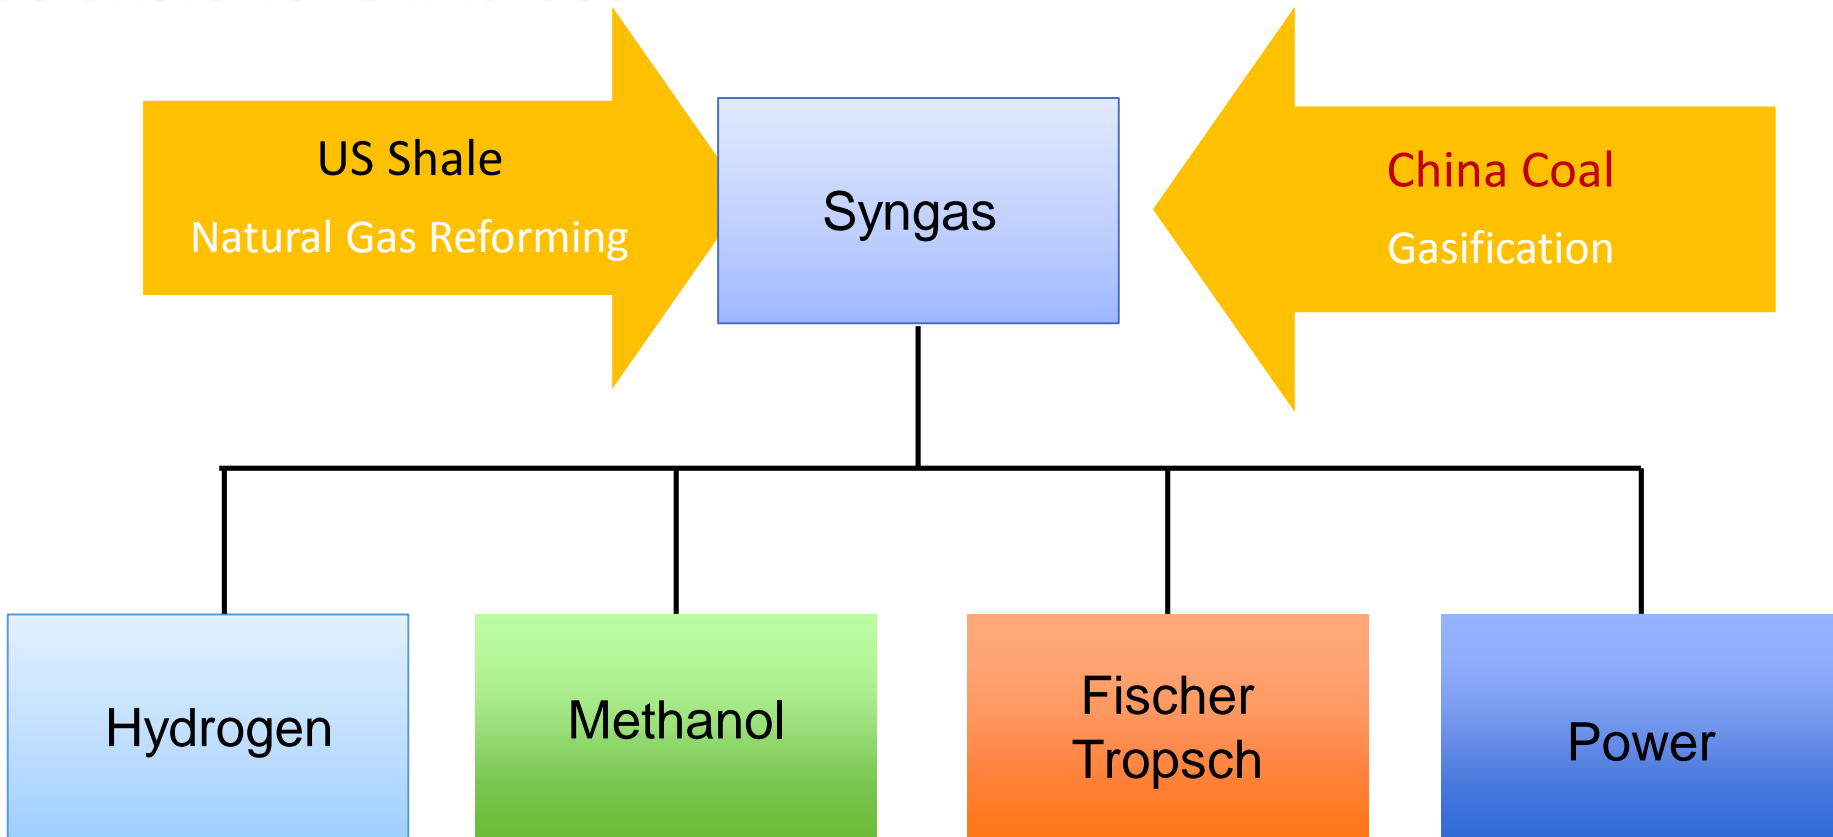 US Shale
Natural Gas Reforming
Syngas
China Coal
Gasification
Hydrogen
Methanol
Fischer
Tropsch
Power